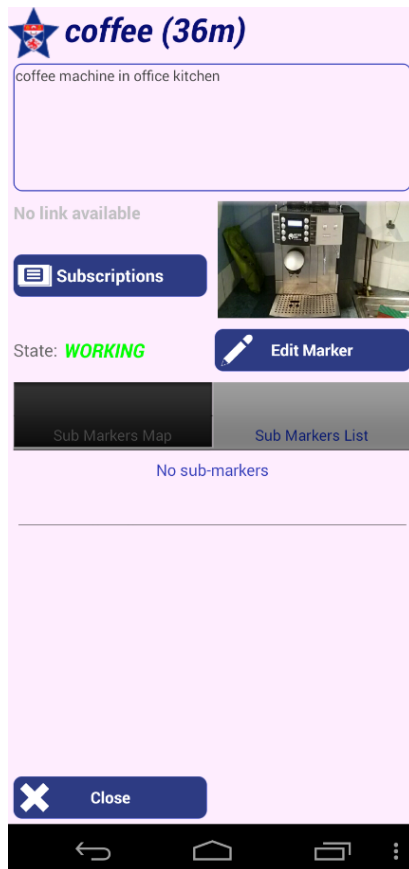 coffee (36m)
coffee machine in office kitchen
No link available
Subscriptions
State: WORKING
Edit Marker
Sub Markers Map
Sub Markers List
No sub-markers
Close